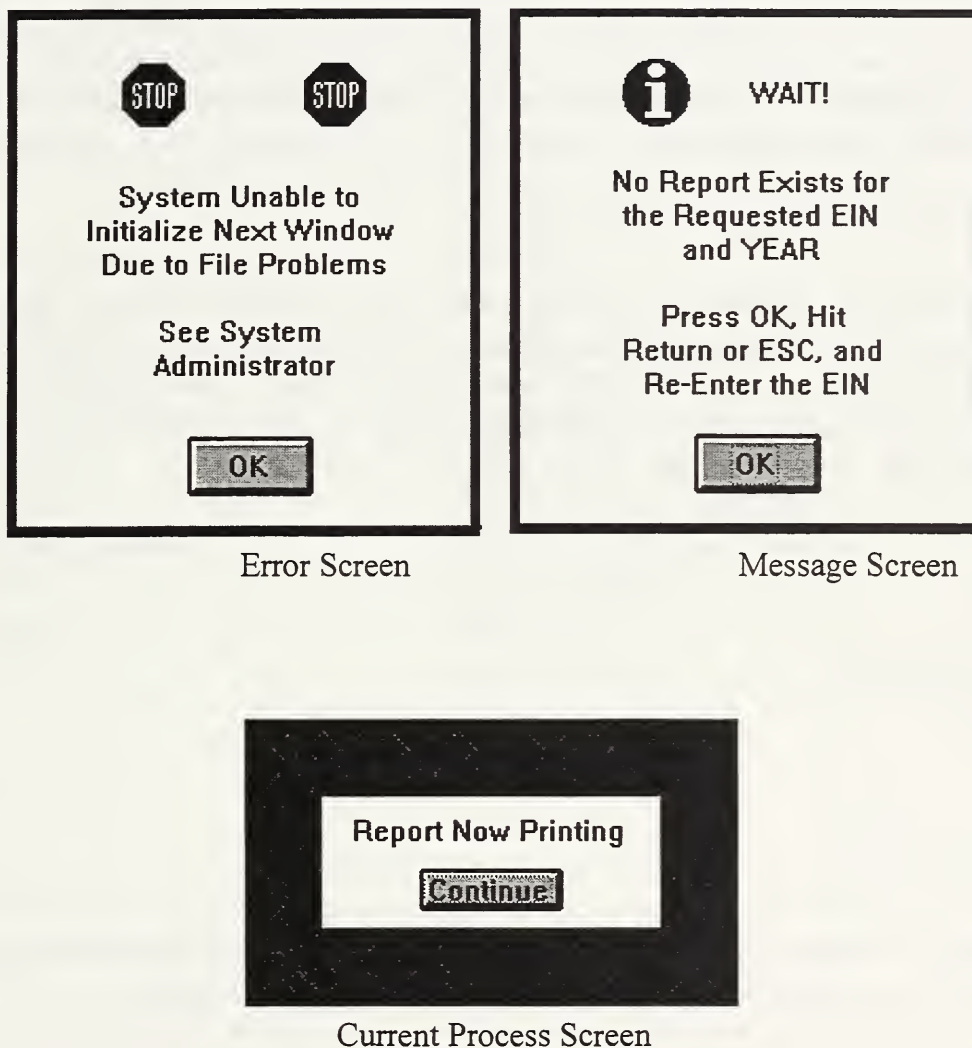 STOP STOP
System Unable to
Initialize Next Window
Due to File Problems
See System
Administrator
OK
Error Screen
WAIT!
No Report Exists for
the Requested EIN
and YEAR
Press OK, Hit
Return or ESC, and
Re-Enter the EIN
OK
Message Screen
Report Now Printing
Continue
Current Process Screen